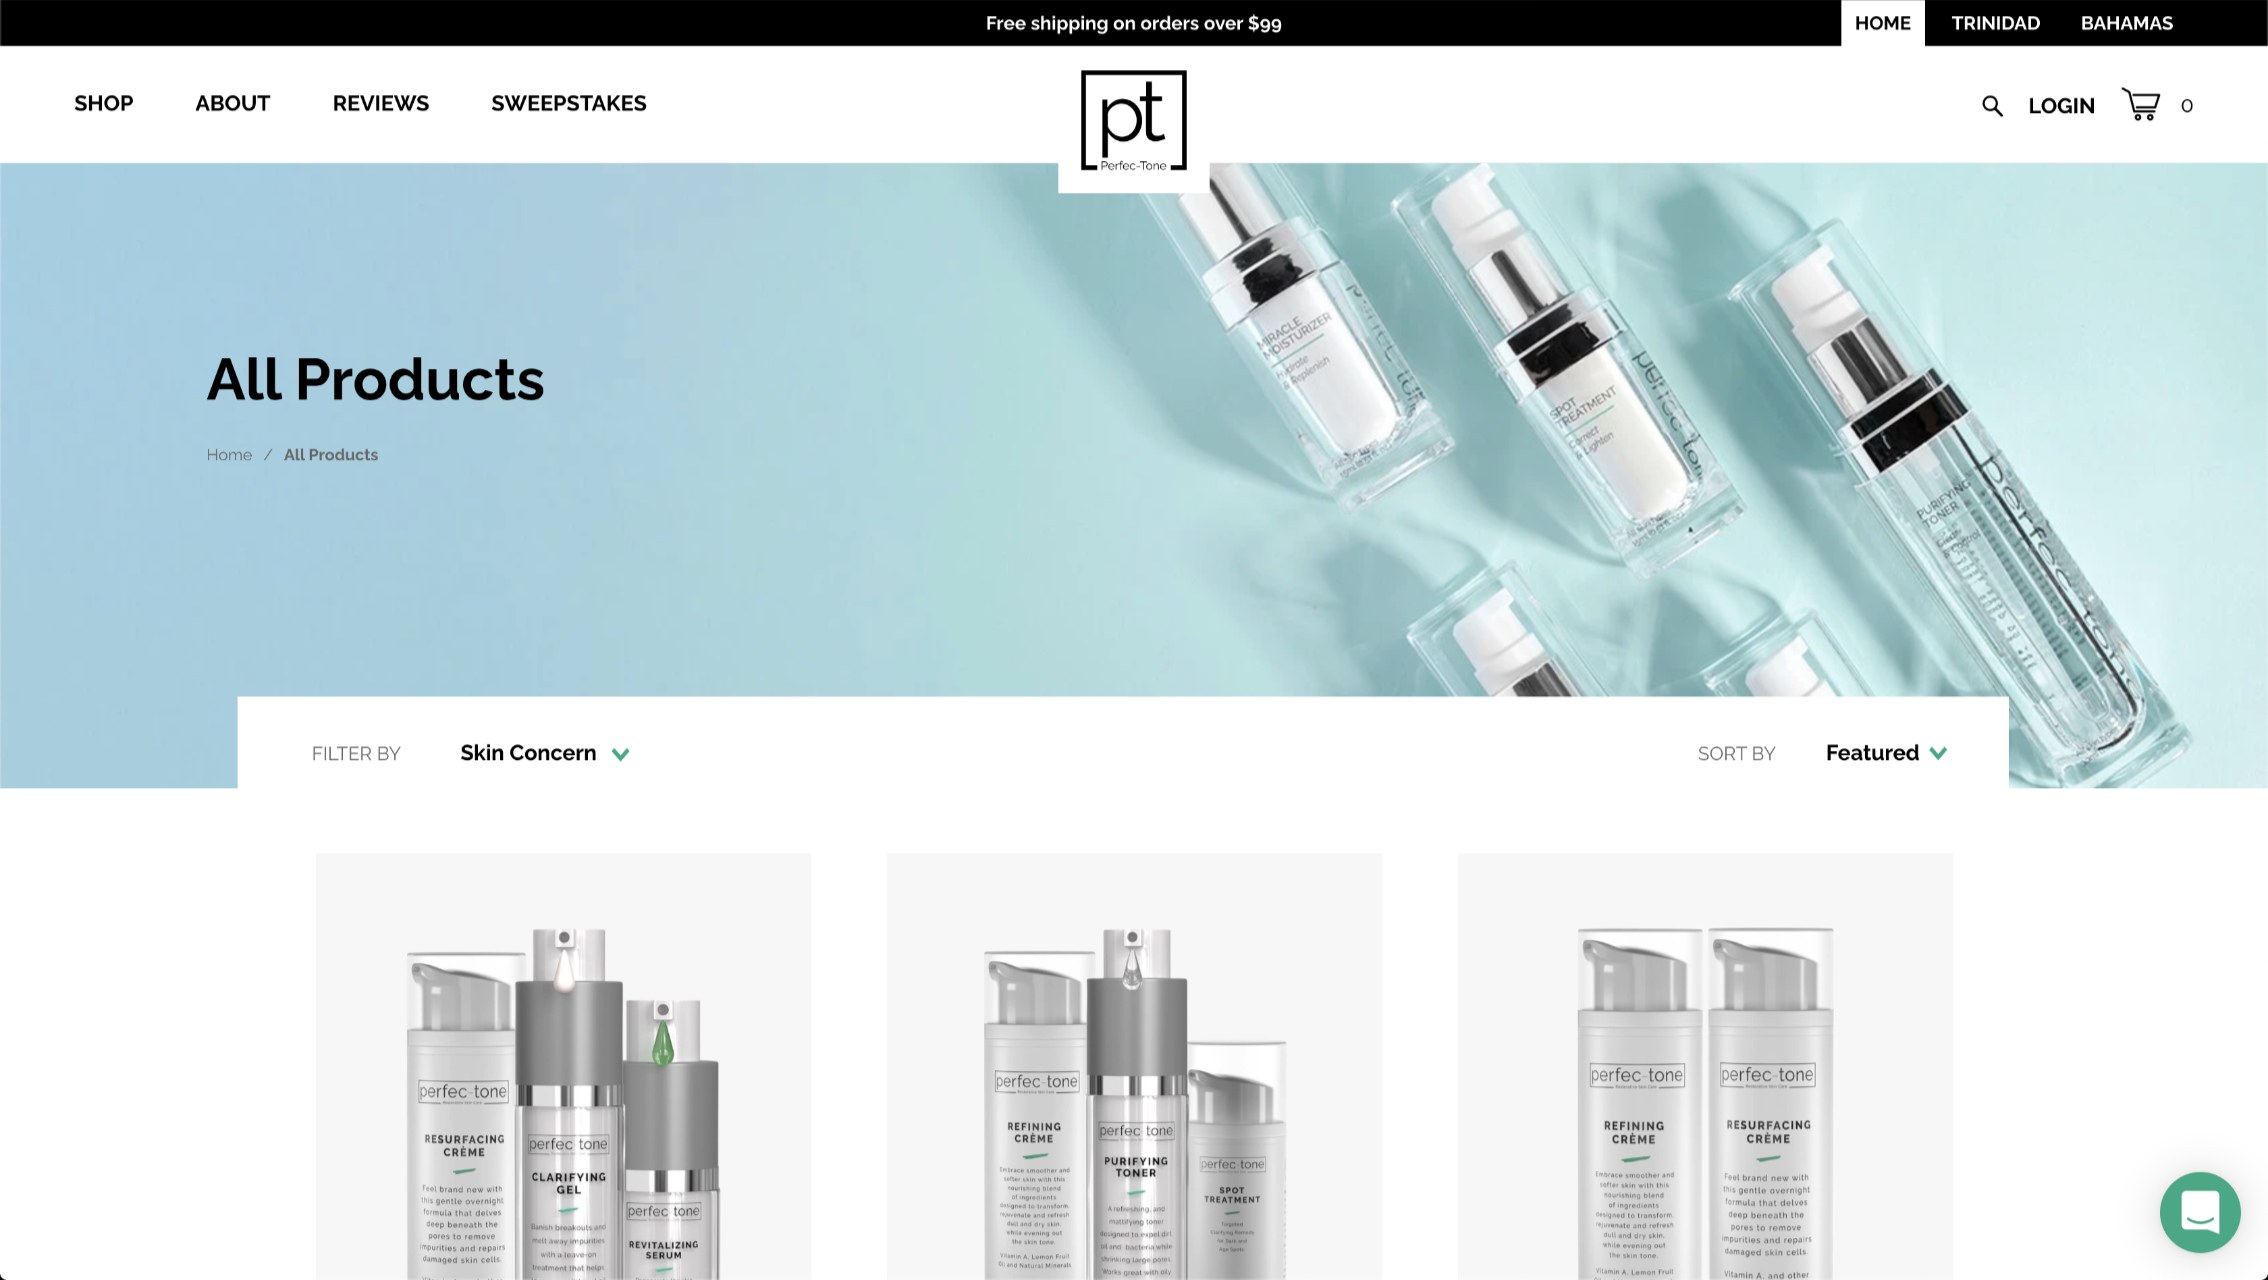 Free shipping on orders over $99
HOME
TRINIDAD
BAHAMAS
SHOP
ABOUT
REVIEWS
SWEEPSTAKES
pt
Perfec-Tone
LOGIN
0
All Products
Home / All Products
MIRACLE
MOISTURIZER
Hydrate
& Replenish
SPOT
TREATMENT
Correct
& Lighten
perfec-tone
PURIFYING
TONER
perfec-tone
FILTER BY
Skin Concern
SORT BY
Featured
perfec-tone
RESURFACING
CRÈME
Feel brand new with
this gentle overnight
formula that delves
deep beneath the
pores to remove
impurities and repairs
damaged skin cells.
perfec-tone
CLARIFYING
GEL
Banish breakouts and
melt away impurities
with a leave-on
treatment that helps
perfec-tone
REVITALIZING
SERUM
perfec-tone
REFINING
CRÈME
Embrace smoother and
softer skin with this
nourishing blend
of ingredients
designed to transform,
rejuvenate and refresh
dull and dry skin,
while evening out
the skin tone.
Vitamin A, Lemon Fruit
Oil and Natural Minerals
perfec-tone
PURIFYING
TONER
A refreshing, and
mattifying toner
designed to expel dirt,
oil and bacteria while
shrinking large pores.
Works great with oily
perfec-tone
SPOT
TREATMENT
Targeted
Clarifying Remedy
for Dark and
perfec-tone
REFINING
CRÈME
Embrace smoother and
softer skin with this
nourishing blend
of ingredients
designed to transform,
rejuvenate and refresh
dull and dry skin,
while evening out
the skin tone.
Vitamin A, Lemon Fruit
perfec-tone
RESURFACING
CRÈME
Feel brand new with
this gentle overnight
formula that delves
deep beneath the
pores to remove
impurities and repairs
damaged skin cells.
Vitamin A, and other